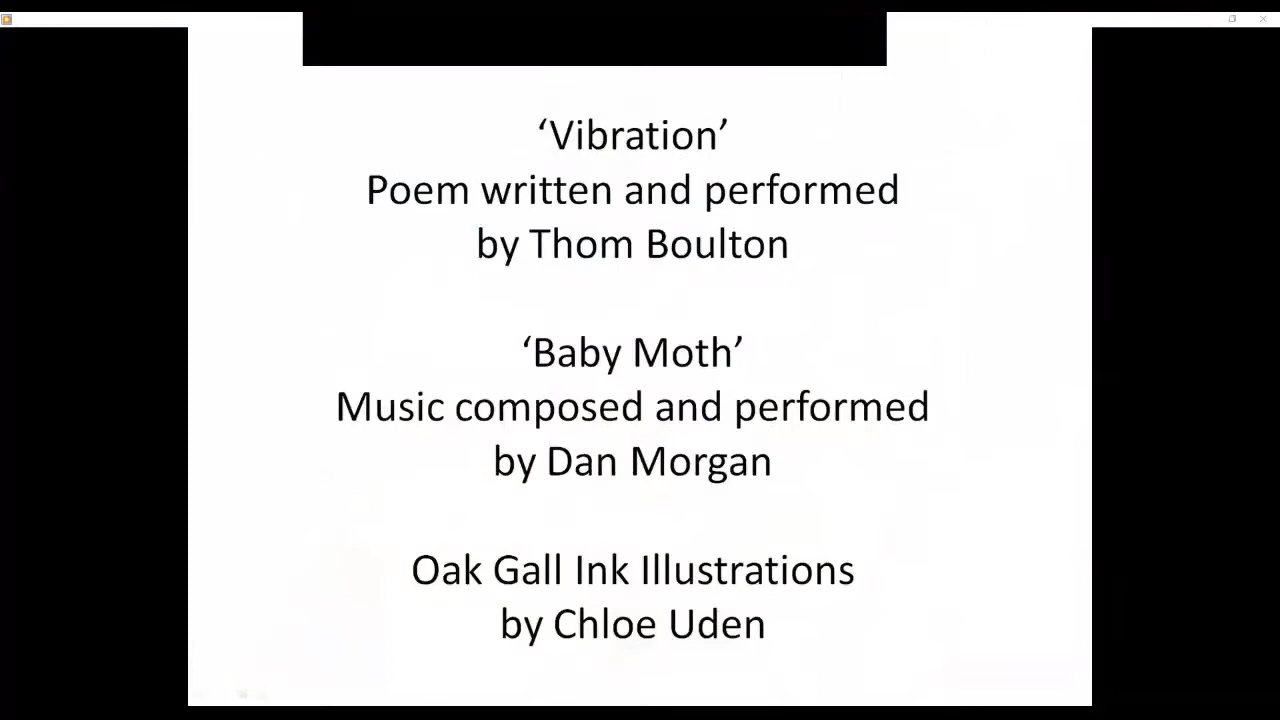 ‘Vibration’
Poem written and performed
by Thom Boulton
‘Baby Moth’
Music composed and performed
by Dan Morgan
Oak Gall Ink Illustrations
by Chloe Uden